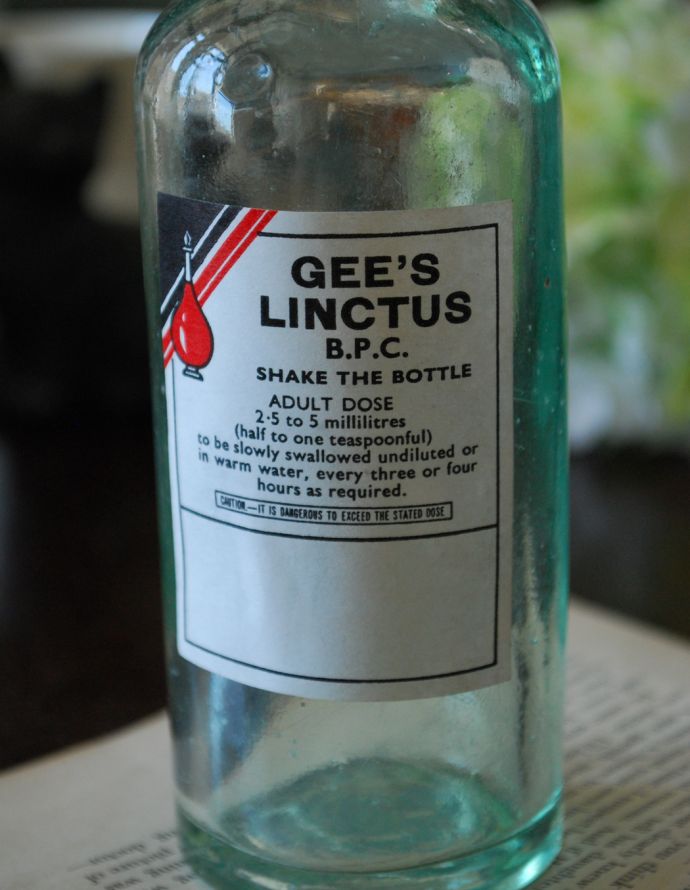 GEE'S
LINCTUS
B.P.C.
SHAKE THE BOTTLE
ADULT DOSE
2·5 to 5 millilitres
(half to one teaspoonful)
to be slowly swallowed undiluted or
in warm water, every three or four
hours as required.
CAUTION.—IT IS DANGEROUS TO EXCEED THE STATED DOSE